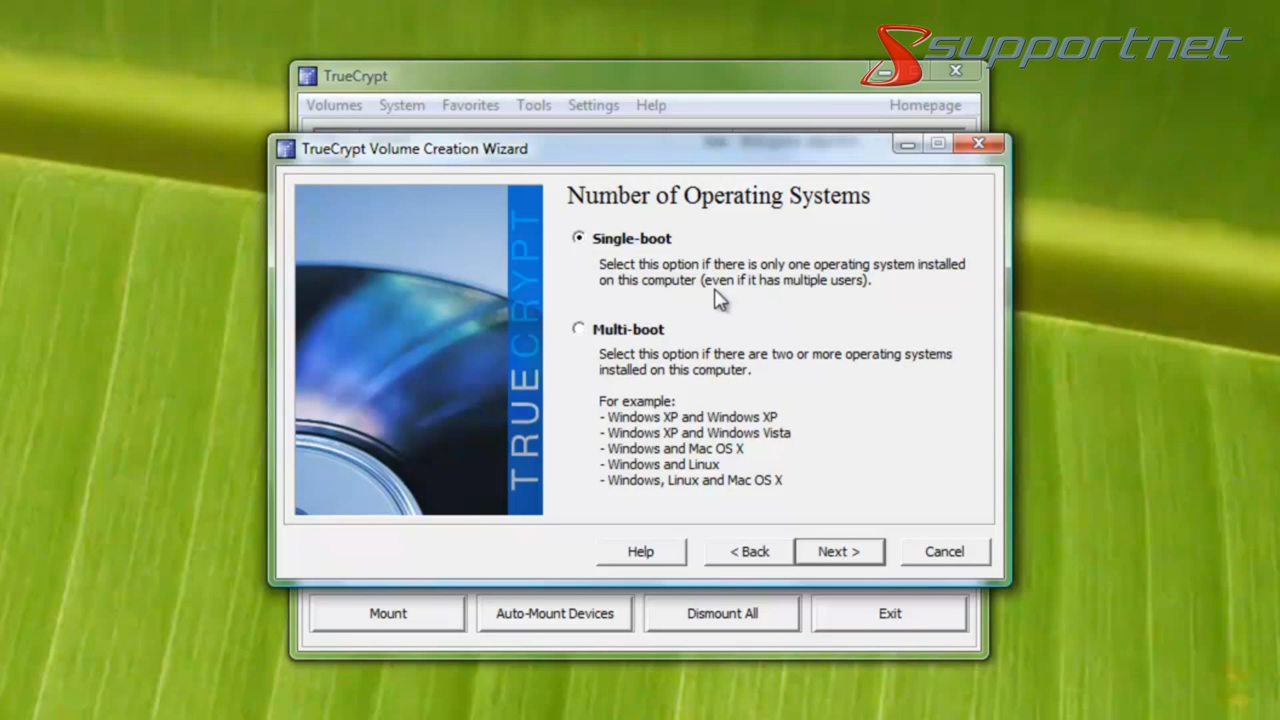 supportnet
TrueCrypt
Volumes System Favorites Tools Settings Help Homepage
TrueCrypt Volume Creation Wizard
TRUECRYPT
Number of Operating Systems
Single-boot
Select this option if there is only one operating system installed
on this computer (even if it has multiple users).
Multi-boot
Select this option if there are two or more operating systems
installed on this computer.
For example:
- Windows XP and Windows XP
- Windows XP and Windows Vista
- Windows and Mac OS X
- Windows and Linux
- Windows, Linux and Mac OS X
Help < Back Next > Cancel
Mount Auto-Mount Devices Dismount All Exit